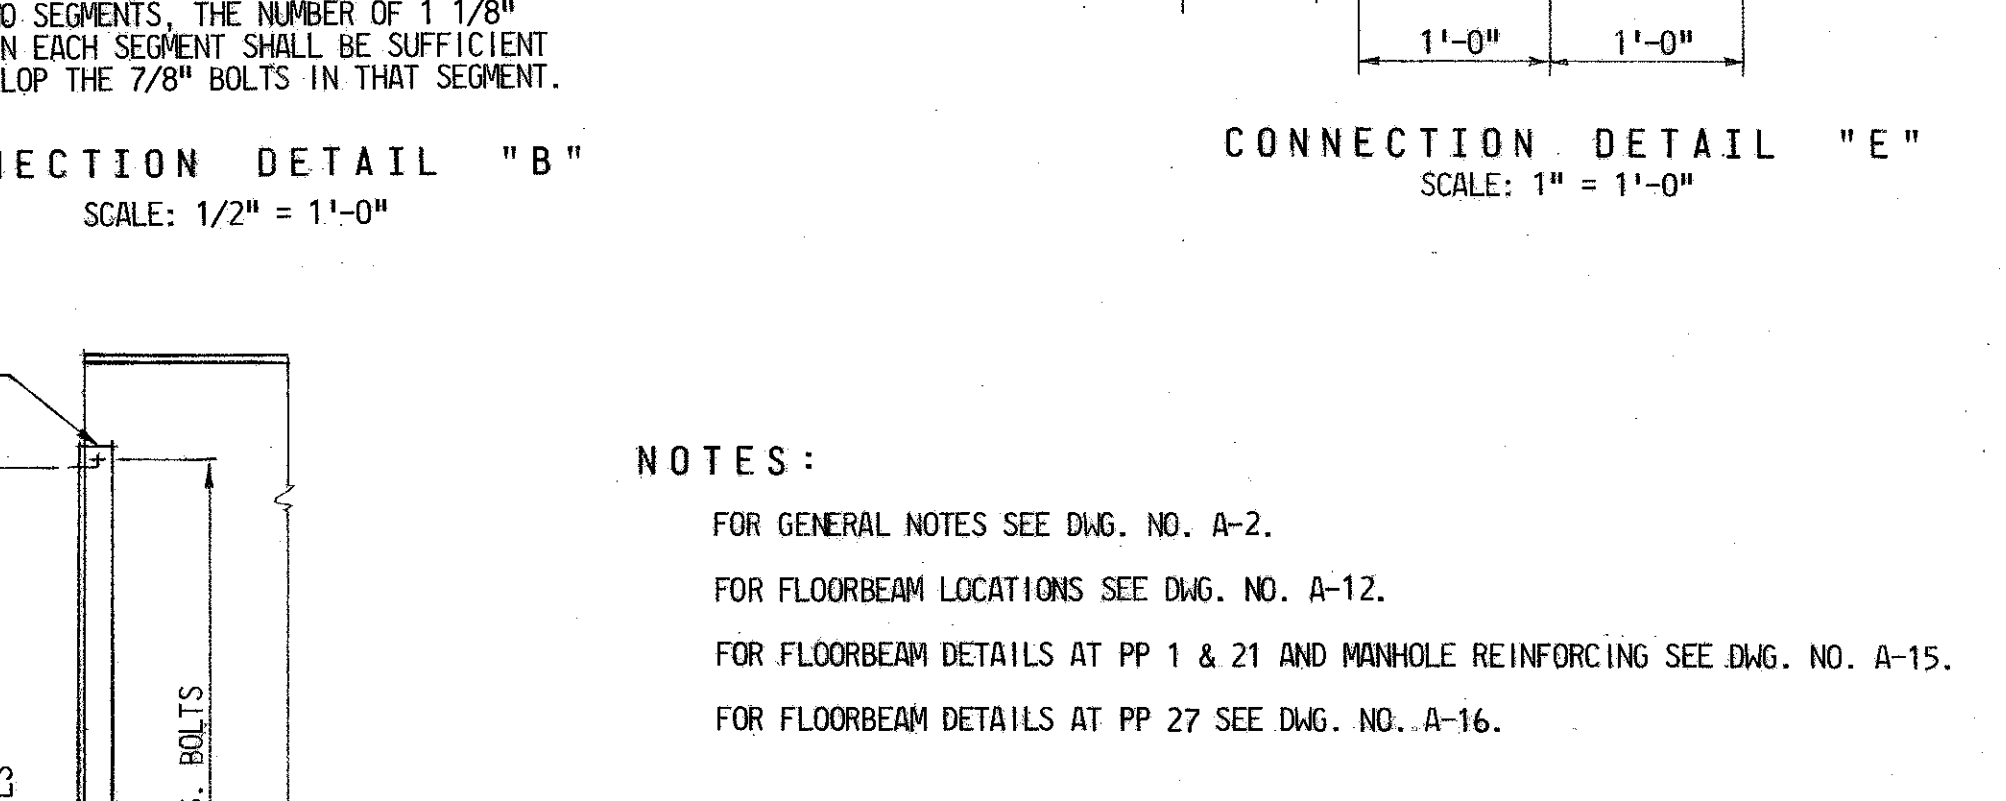 SEGMENTS, THE NUMBER OF 1 1/8"
EACH SEGMENT SHALL BE SUFFICIENT
THE 7/8" BOLTS IN THAT SEGMENT.
DETAIL "B"
SCALE: 1/2" = 1'-0"
1'-0" 1'-0"
CONNECTION DETAIL "E"
SCALE: 1" = 1'-0"
BOLTS
NOTES:
FOR GENERAL NOTES SEE DWG. NO. A-2.
FOR FLOORBEAM LOCATIONS SEE DWG. NO. A-12.
FOR FLOORBEAM DETAILS AT PP 1 & 21 AND MANHOLE REINFORCING SEE DWG. NO. A-15.
FOR FLOORBEAM DETAILS AT PP 27 SEE DWG. NO. A-16.